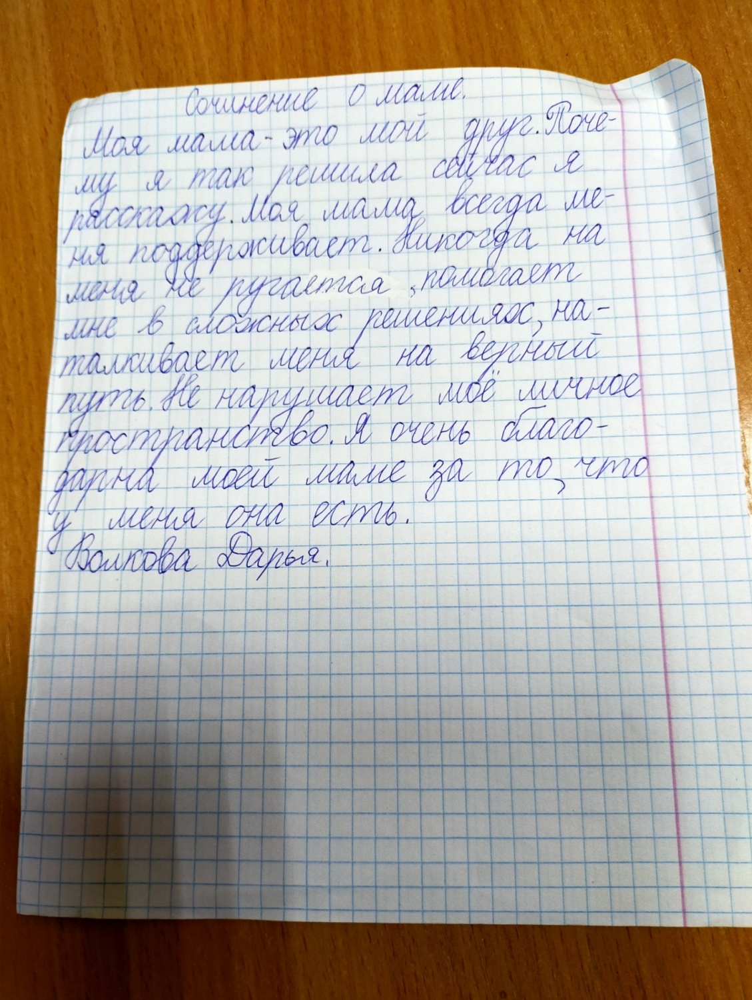 Сочинение о маме.
Моя мама - это мой друг. Поче-
му я так решила сейчас я
расскажу. Моя мама всегда ме-
ня поддерживает. Никогда на
меня не ругается, помогает
мне в сложных решениях, на-
талкивает меня на верный
путь. Не нарушает моё личное
пространство. Я очень благо-
дарна моей маме за то, что
у меня она есть.
Волкова Дарья.